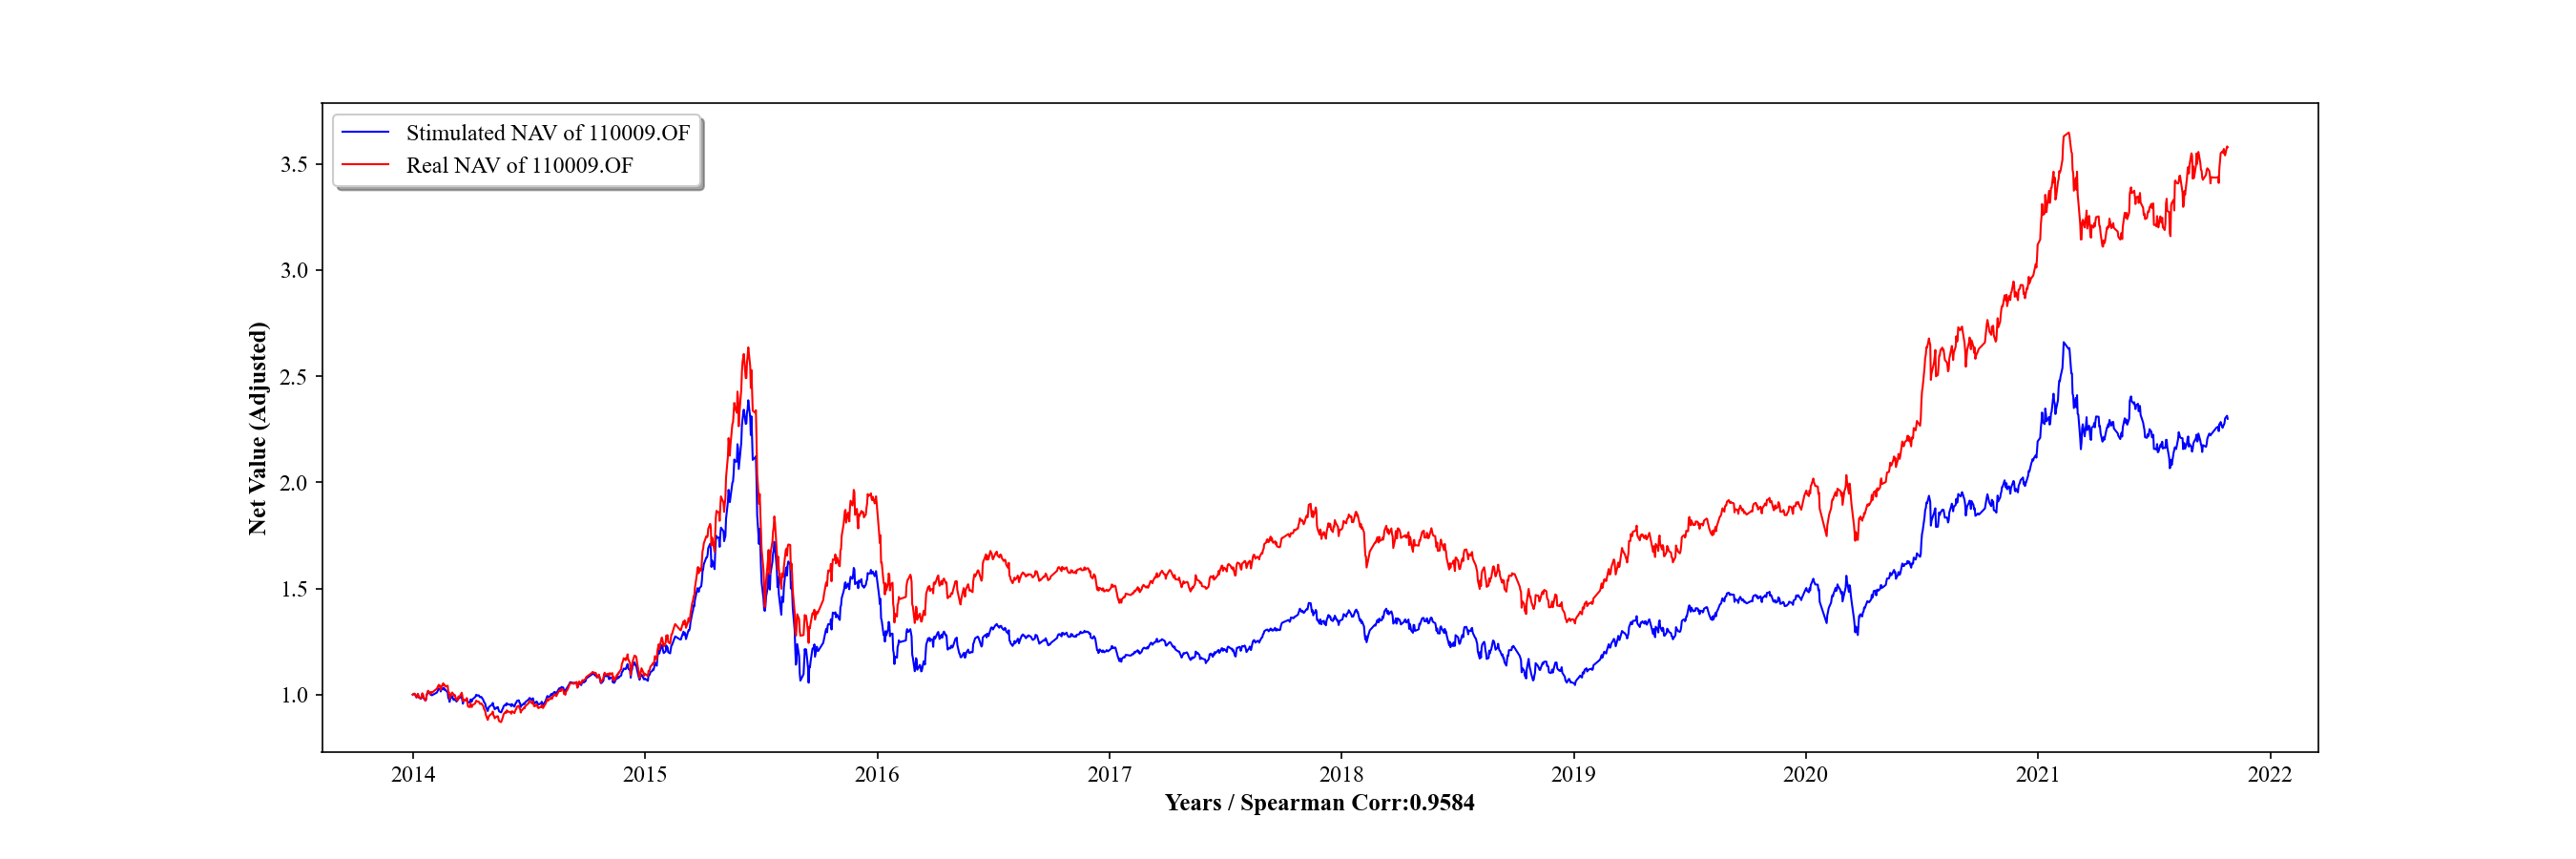 Stimulated NAV of 110009.OF
Real NAV of 110009.OF
3.5
3.0
2.5
2.0
1.5
1.0
Net Value (Adjusted)
2014 2015 2016 2017 2018 2019 2020 2021 2022
Years / Spearman Corr:0.9584